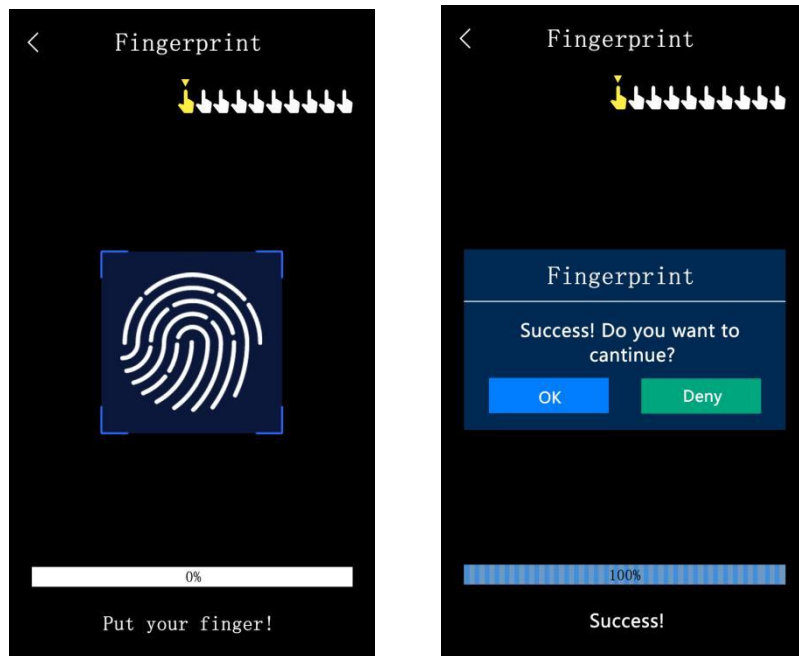 Fingerprint
0%
Put your finger!
Fingerprint
Fingerprint
Success! Do you want to
cantinue?
OK
Deny
100%
Success!